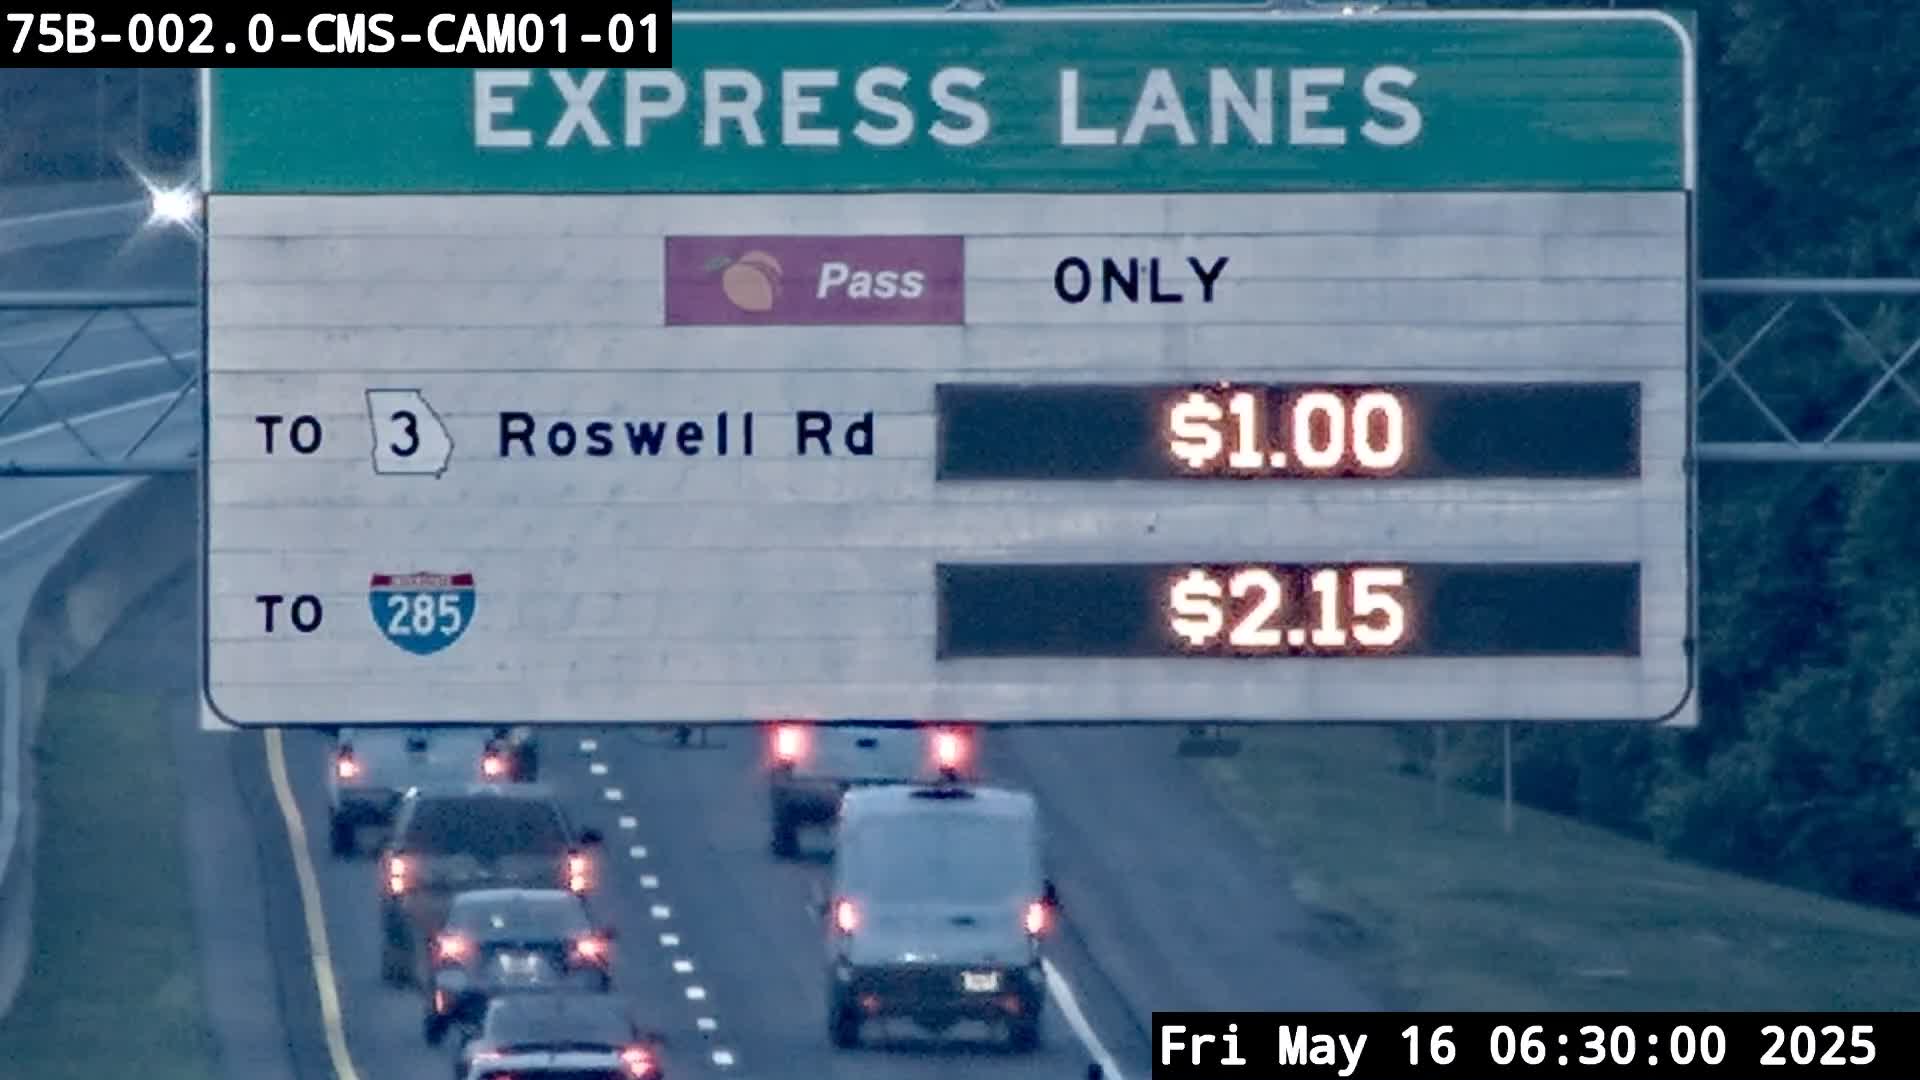 75B-002.0-CMS-CAM01-01
EXPRESS LANES
Pass ONLY
TO 3 Roswell Rd $1.00
TO 285 $2.15
Fri May 16 06:30:00 2025